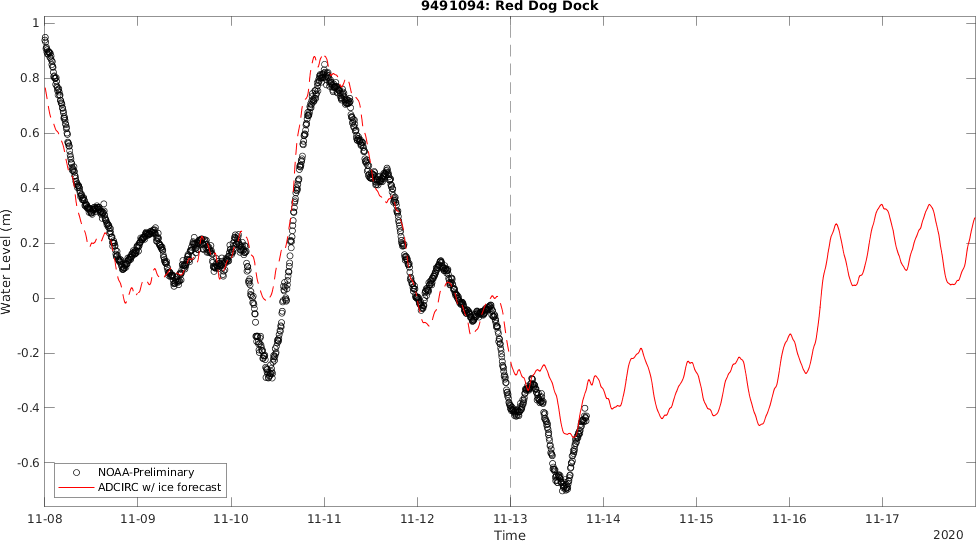 9491094: Red Dog Dock
1
0.8
0.6
0.4
0.2
0
-0.2
-0.4
-0.6
Water Level (m)
NOAA-Preliminary
ADCIRC w/ ice forecast
11-08 11-09 11-10 11-11 11-12 11-13 11-14 11-15 11-16 11-17
Time
2020